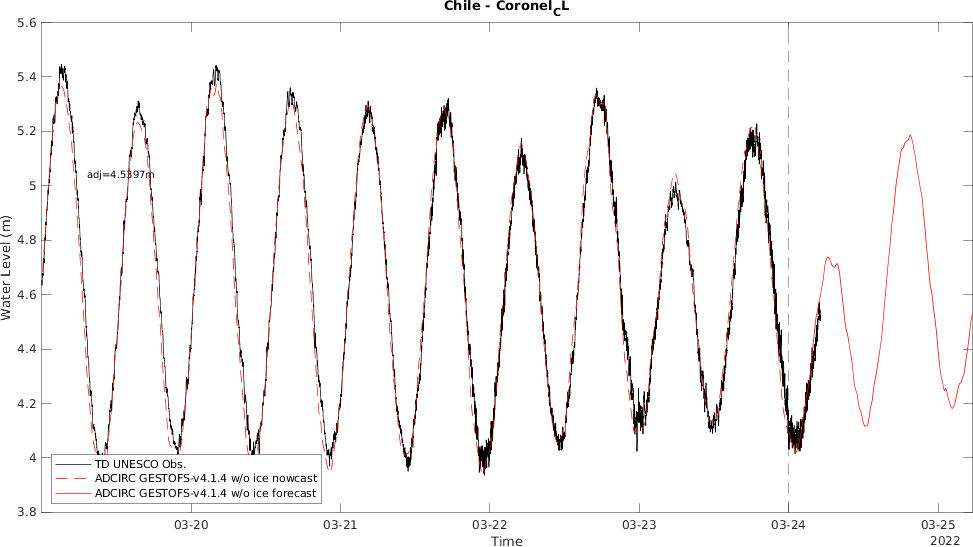 Chile - Coronel_CL
5.6
5.4
5.2
5
4.8
4.6
4.4
4.2
4
3.8
Water Level (m)
adj=4.5397m
TD UNESCO Obs.
ADCIRC GESTOFS-v4.1.4 w/o ice nowcast
ADCIRC GESTOFS-v4.1.4 w/o ice forecast
03-20 03-21 03-22 03-23 03-24 03-25
Time
2022